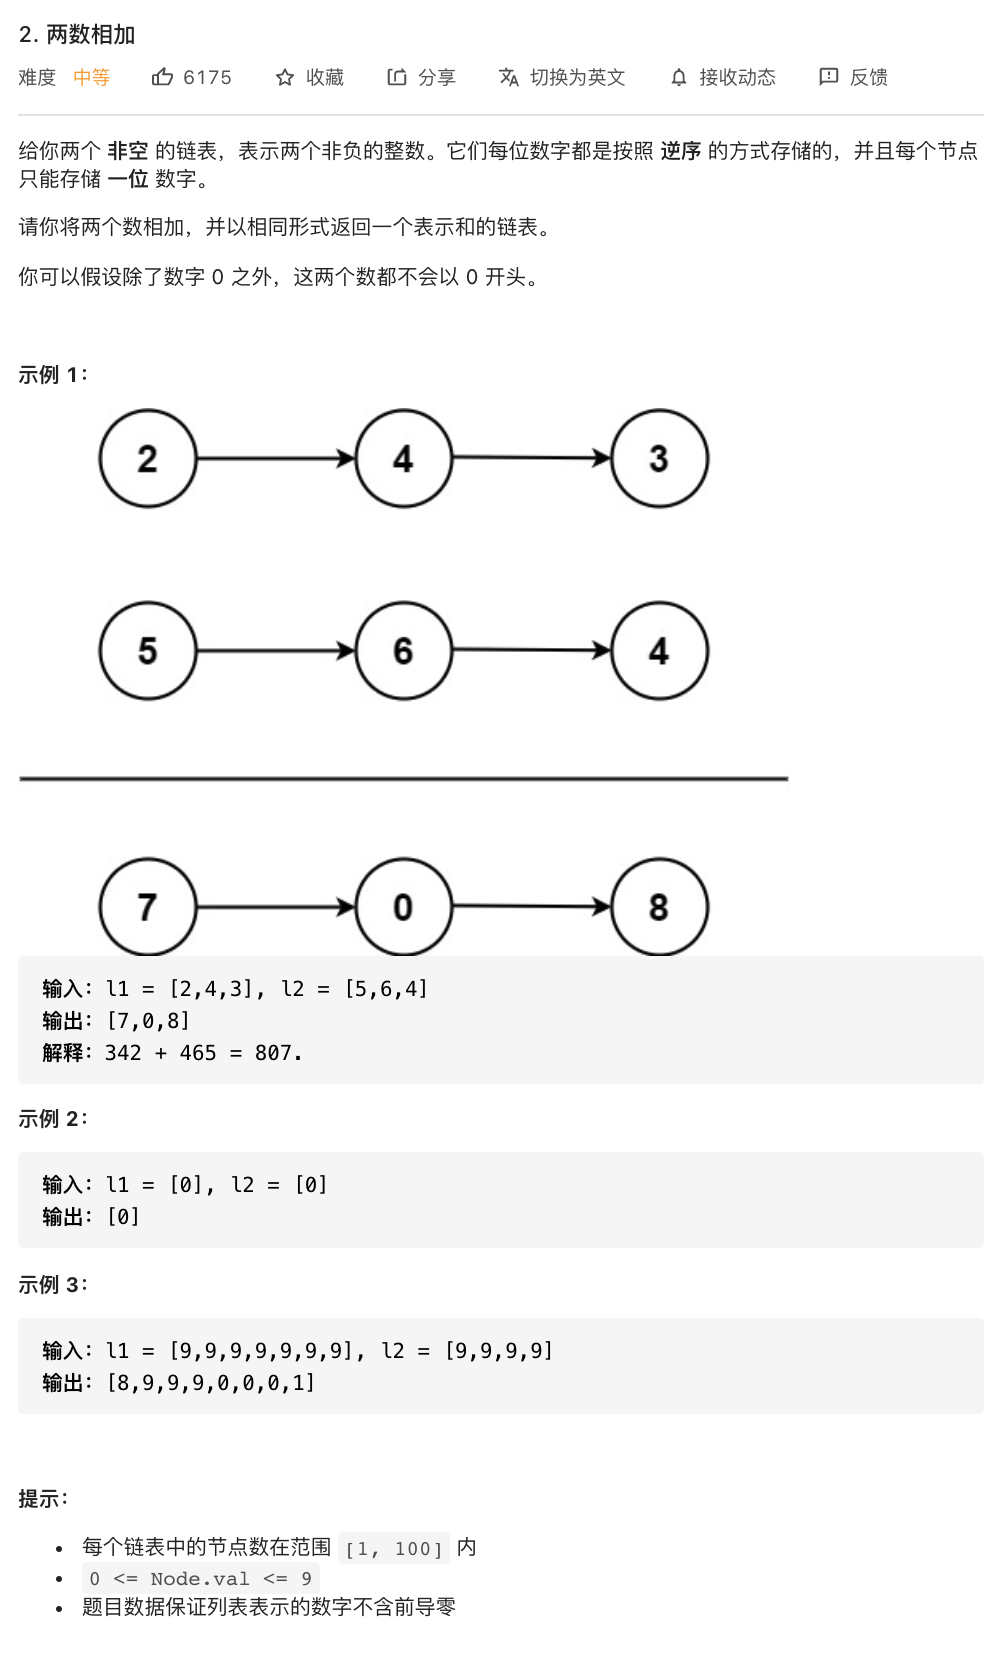 2. 两数相加
难度 中等 6175 收藏 分享 切换为英文 接收动态 反馈
给你两个 非空 的链表，表示两个非负的整数。它们每位数字都是按照 逆序 的方式存储的，并且每个节点
只能存储 一位 数字。
请你将两个数相加，并以相同形式返回一个表示和的链表。
你可以假设除了数字 0 之外，这两个数都不会以 0 开头。
示例 1：
2 4 3
5 6 4
7 0 8
输入：l1 = [2,4,3], l2 = [5,6,4]
输出：[7,0,8]
解释：342 + 465 = 807.
示例 2：
输入：l1 = [0], l2 = [0]
输出：[0]
示例 3：
输入：l1 = [9,9,9,9,9,9,9], l2 = [9,9,9,9]
输出：[8,9,9,9,0,0,0,1]
提示：
• 每个链表中的节点数在范围 [1, 100] 内
• 0 <= Node.val <= 9
• 题目数据保证列表表示的数字不含前导零